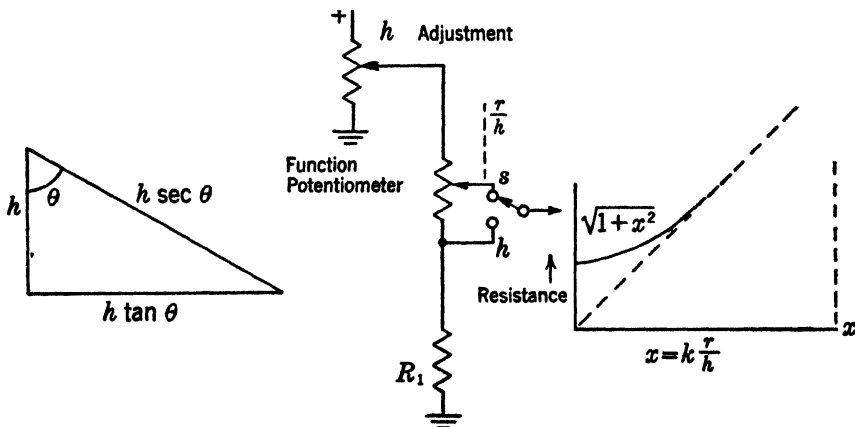 +
h Adjustment
r/h
Function
Potentiometer
s
h
R₁
h
θ
h sec θ
h tan θ
√1+x²
Resistance
x
x = k r/h